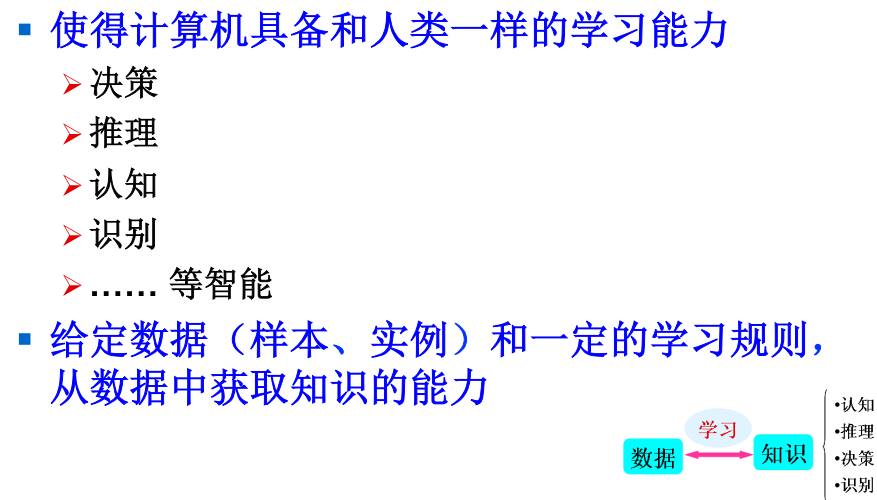 使得计算机具备和人类一样的学习能力
决策
推理
认知
识别
…… 等智能
给定数据（样本、实例）和一定的学习规则，
从数据中获取知识的能力
数据
学习
知识
•认知
•推理
•决策
•识别